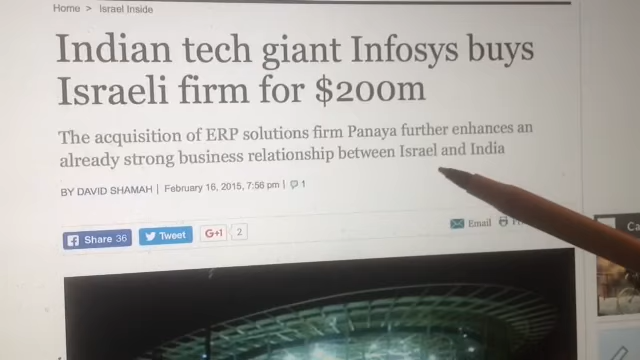 Home > Israel Inside
Indian tech giant Infosys buys
Israeli firm for $200m
The acquisition of ERP solutions firm Panaya further enhances an
already strong business relationship between Israel and India
BY DAVID SHAMAH | February 16, 2015, 7:56 pm | 1
Share 36 Tweet G+1 2 Email
Ca